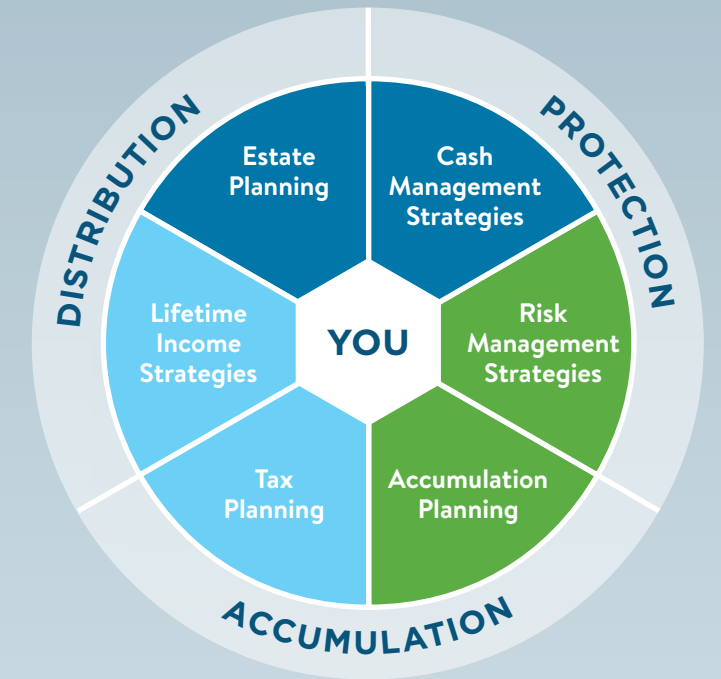 DISTRIBUTION
PROTECTION
Estate
Planning
Cash
Management
Strategies
Lifetime
Income
Strategies
YOU
Risk
Management
Strategies
Tax
Planning
Accumulation
Planning
ACCUMULATION